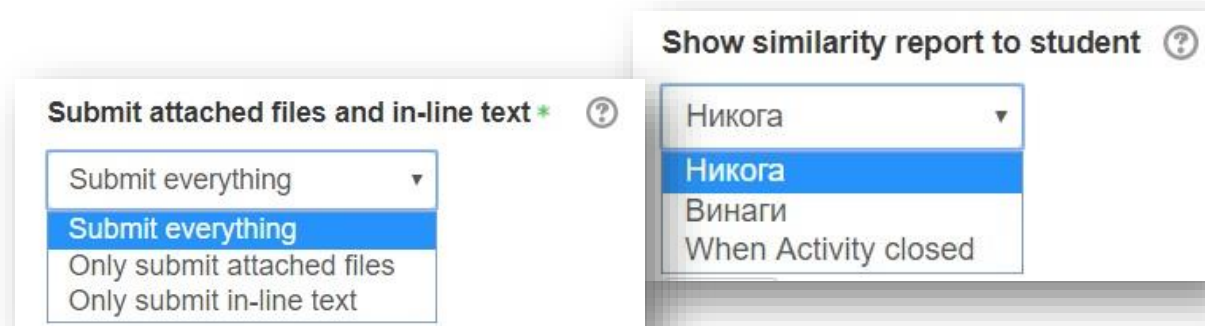 Show similarity report to student ?
Никога
Никога
Винаги
When Activity closed
Submit attached files and in-line text * ?
Submit everything
Submit everything
Only submit attached files
Only submit in-line text